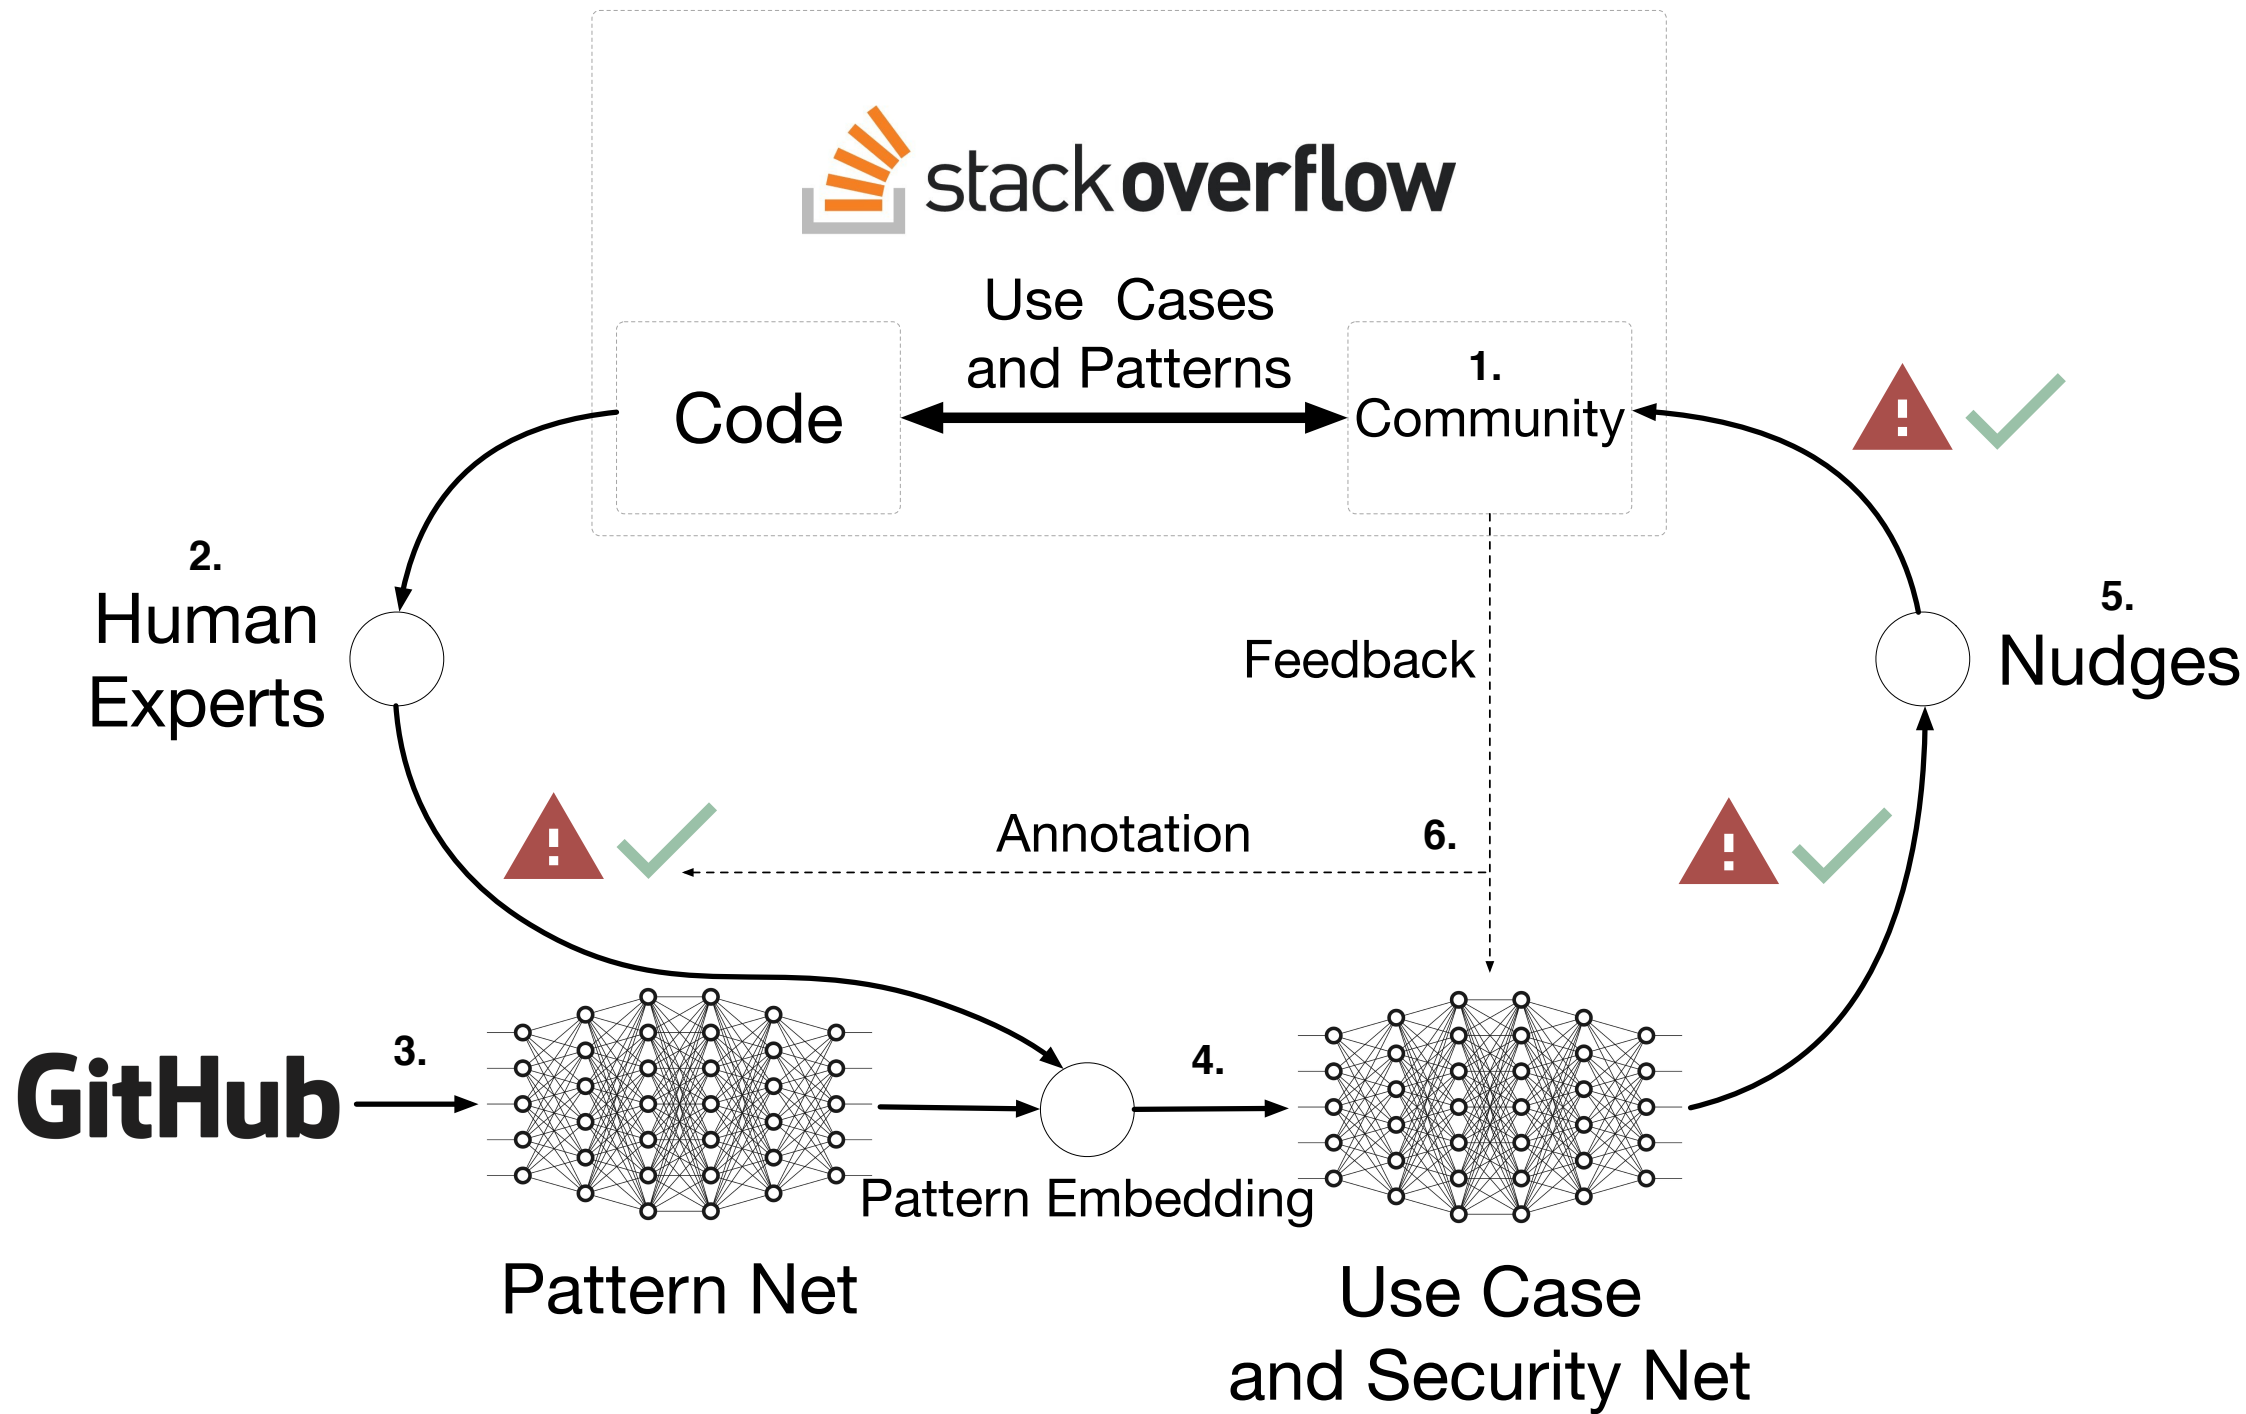 stackoverflow
Use Cases
and Patterns
Code
1.
Community
2.
Human
Experts
5.
Nudges
Feedback
Annotation
6.
GitHub
3.
4.
Pattern Embedding
Pattern Net
Use Case
and Security Net